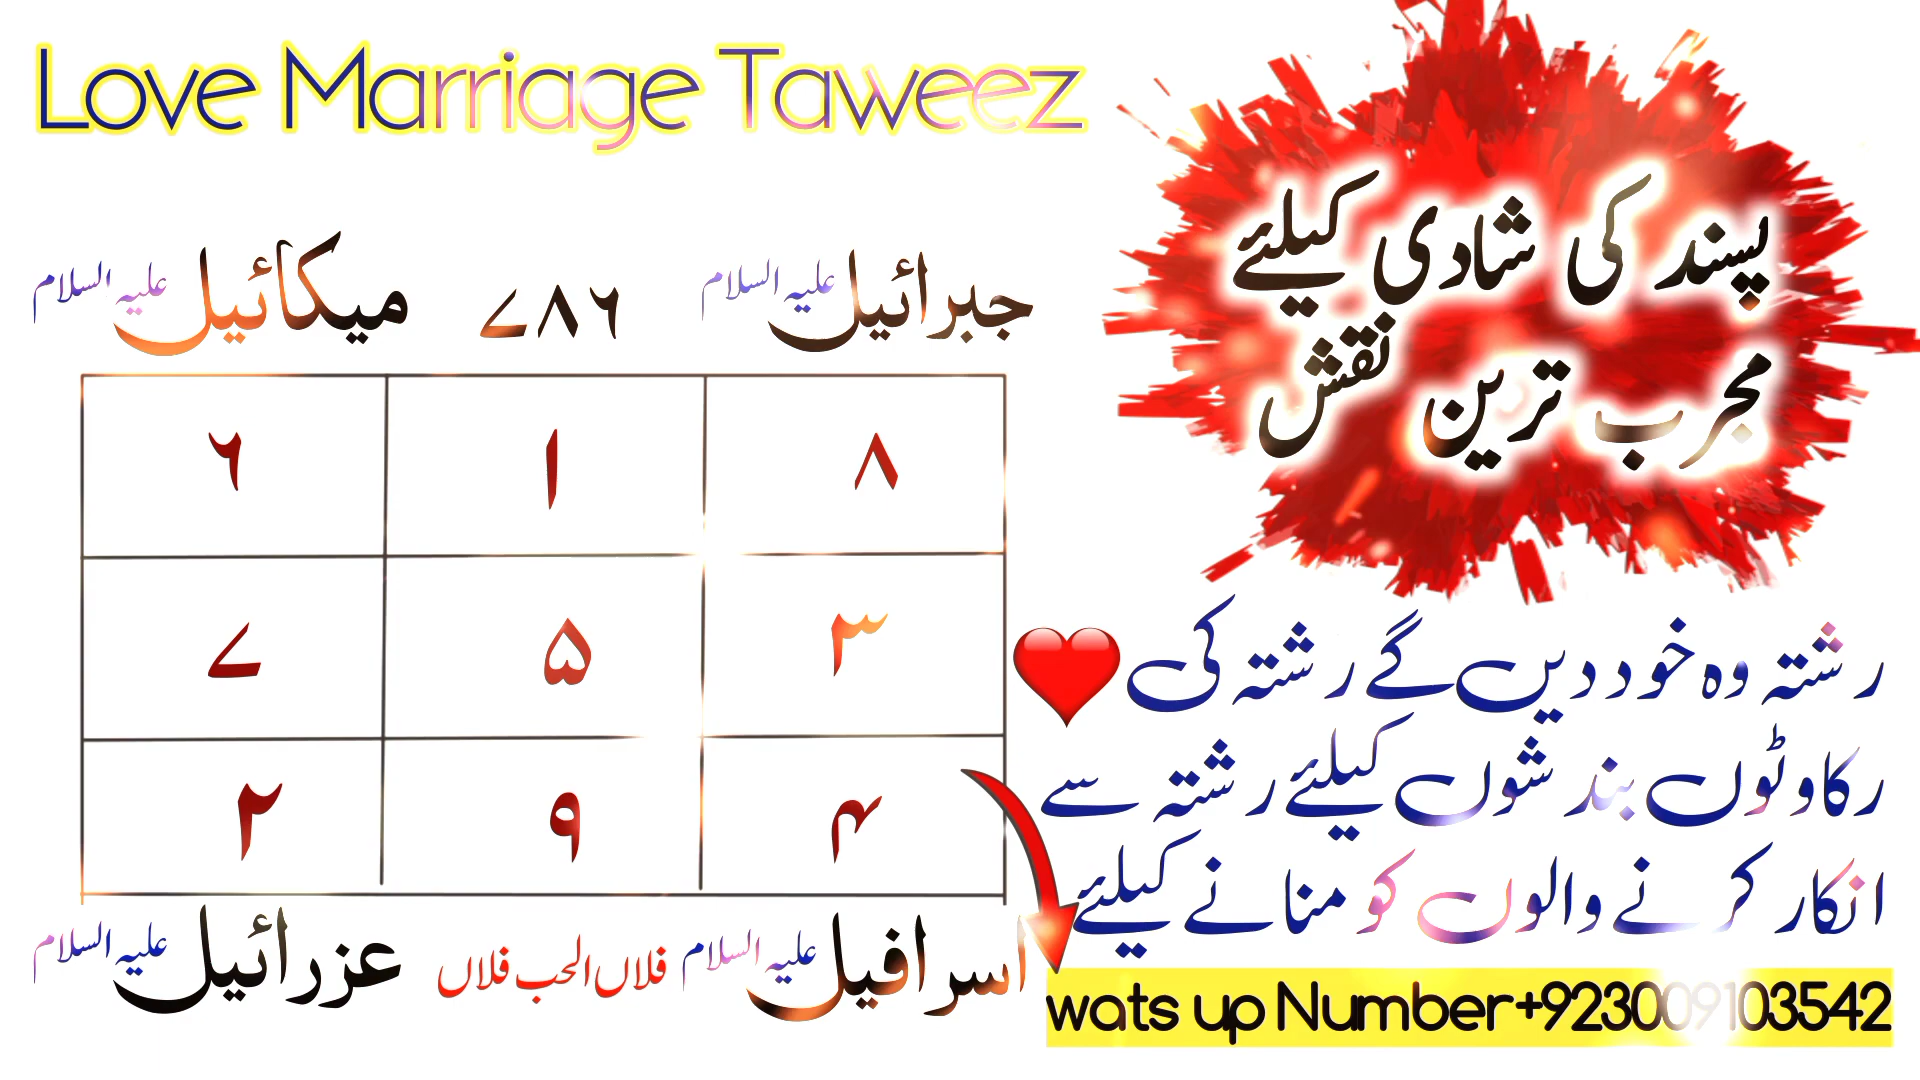 Love Marriage Taweez
پسند کی شادی کیلئے
مجرب ترین نقش
جبرائیل علیہ السلام ۷۸۶ میکائیل علیہ السلام
۸ ۱ ۶
۳ ۵ ۷
۴ ۹ ۲
اسرافیل علیہ السلام فلاں الحب فلاں عزرائیل علیہ السلام
رشتہ وہ خود دیں گے رشتہ کی
رکاوٹوں بندشوں کیلئے رشتہ سے
انکار کرنے والوں کو منانے کیلئے
wats up Number+923009103542